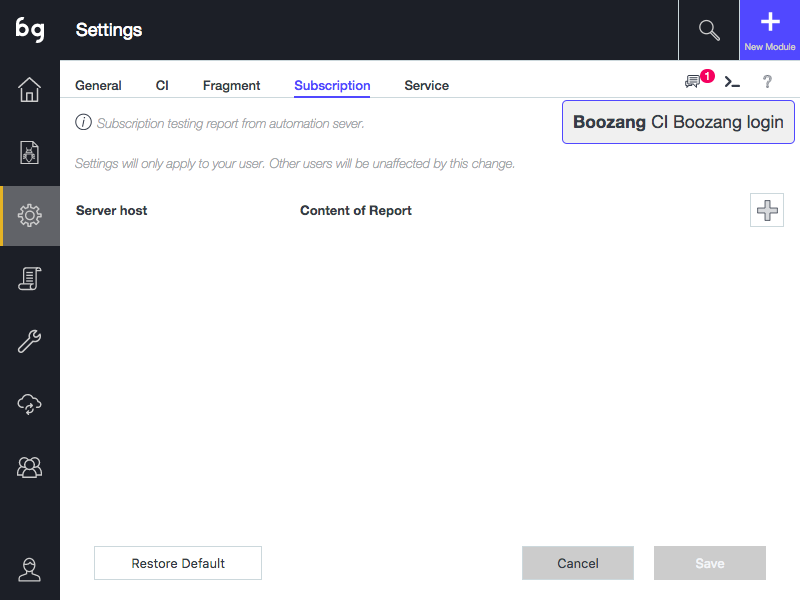 bg
Settings
New Module
General
CI
Fragment
Subscription
Service
1
?
Subscription testing report from automation sever.
Boozang CI Boozang login
Settings will only apply to your user. Other users will be unaffected by this change.
Server host
Content of Report
Restore Default
Cancel
Save